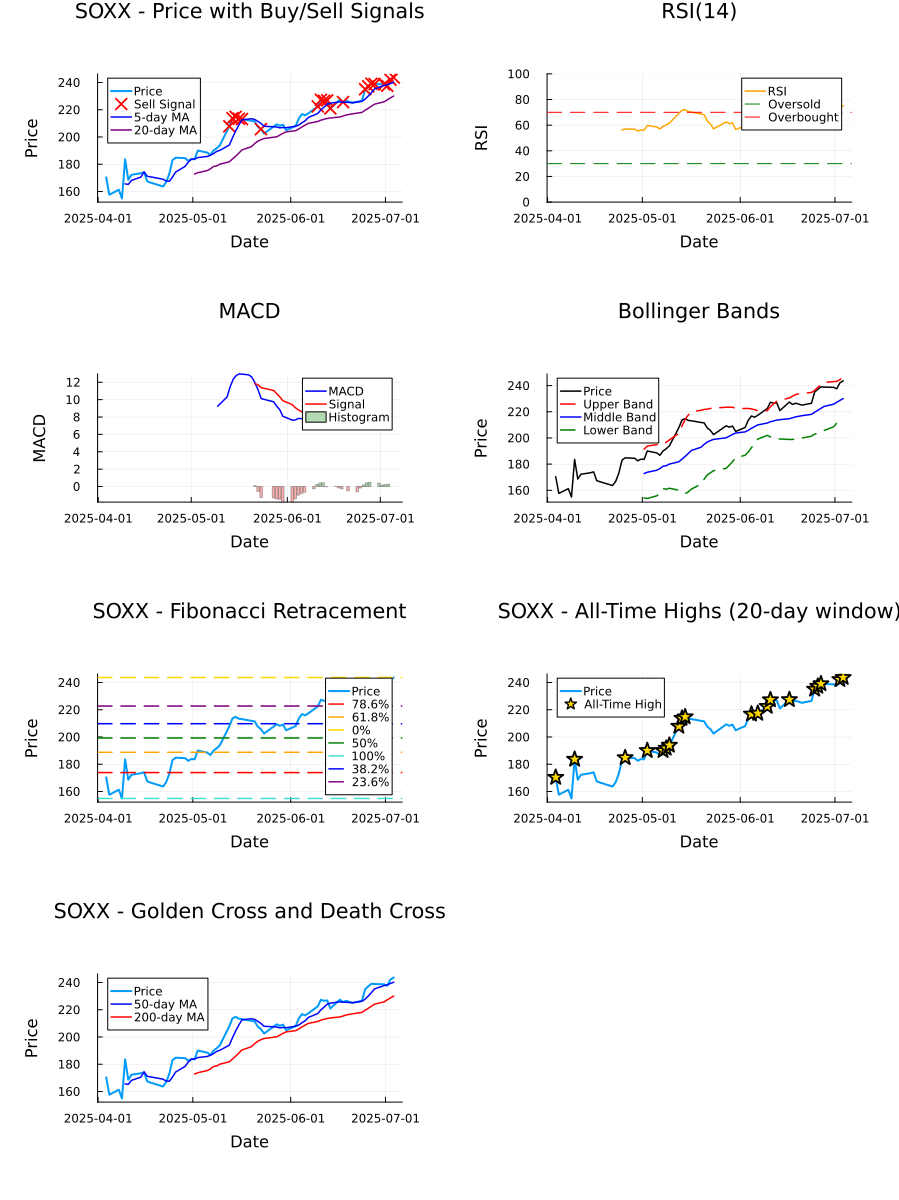 SOXX - Price with Buy/Sell Signals
240
220
200
180
160
Price
Price
Sell Signal
5-day MA
20-day MA
2025-04-01 2025-05-01 2025-06-01 2025-07-01
Date
RSI(14)
100
80
60
40
20
0
RSI
RSI
Oversold
Overbought
2025-04-01 2025-05-01 2025-06-01 2025-07-01
Date
MACD
12
10
8
6
4
2
0
MACD
MACD
Signal
Histogram
2025-04-01 2025-05-01 2025-06-01 2025-07-01
Date
Bollinger Bands
240
220
200
180
160
Price
Price
Upper Band
Middle Band
Lower Band
2025-04-01 2025-05-01 2025-06-01 2025-07-01
Date
SOXX - Fibonacci Retracement
240
220
200
180
160
Price
Price
78.6%
61.8%
0%
50%
100%
38.2%
23.6%
2025-04-01 2025-05-01 2025-06-01 2025-07-01
Date
SOXX - All-Time Highs (20-day window)
240
220
200
180
160
Price
Price
All-Time High
2025-04-01 2025-05-01 2025-06-01 2025-07-01
Date
SOXX - Golden Cross and Death Cross
240
220
200
180
160
Price
Price
50-day MA
200-day MA
2025-04-01 2025-05-01 2025-06-01 2025-07-01
Date